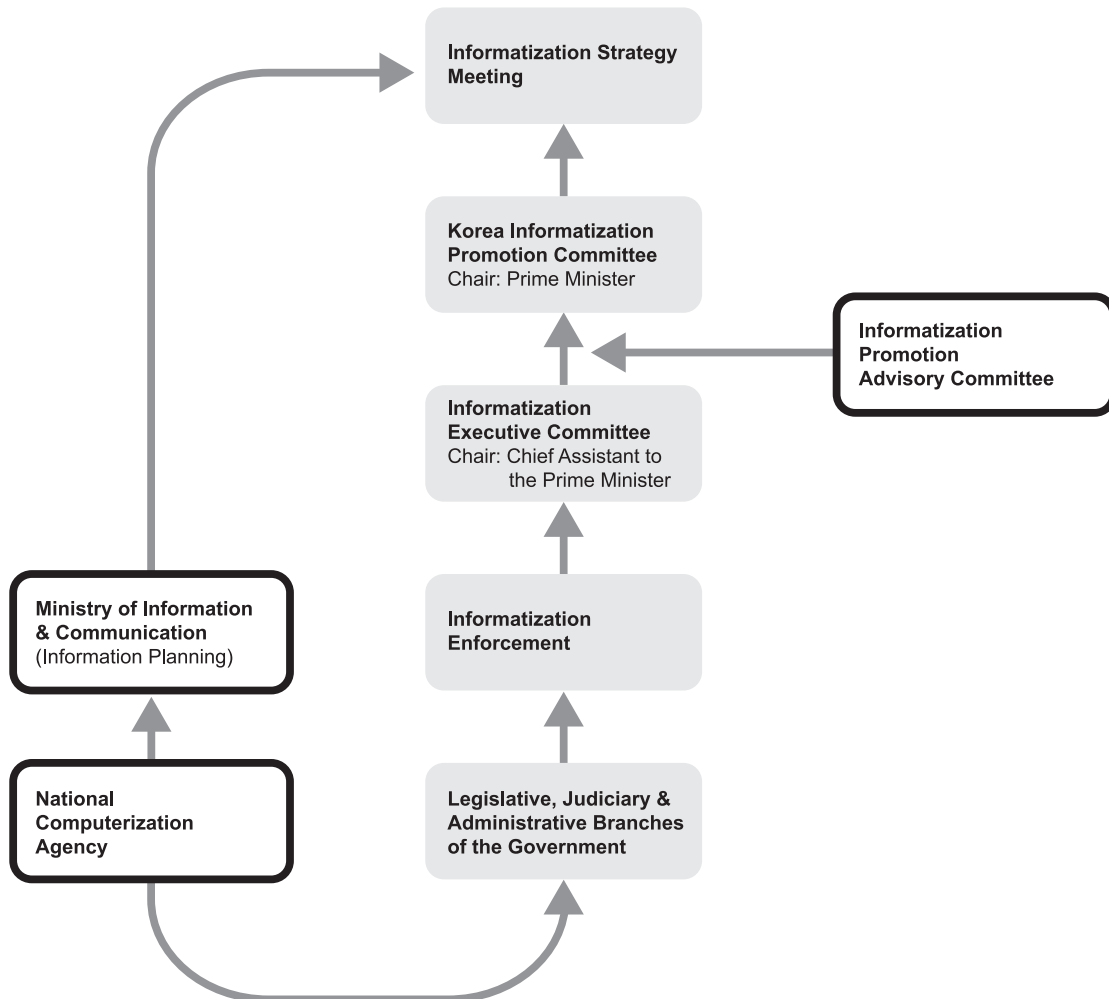 Informatization Strategy
Meeting
Korea Informatization
Promotion Committee
Chair: Prime Minister
Informatization
Promotion
Advisory Committee
Informatization
Executive Committee
Chair: Chief Assistant to
the Prime Minister
Ministry of Information
& Communication
(Information Planning)
Informatization
Enforcement
National
Computerization
Agency
Legislative, Judiciary &
Administrative Branches
of the Government